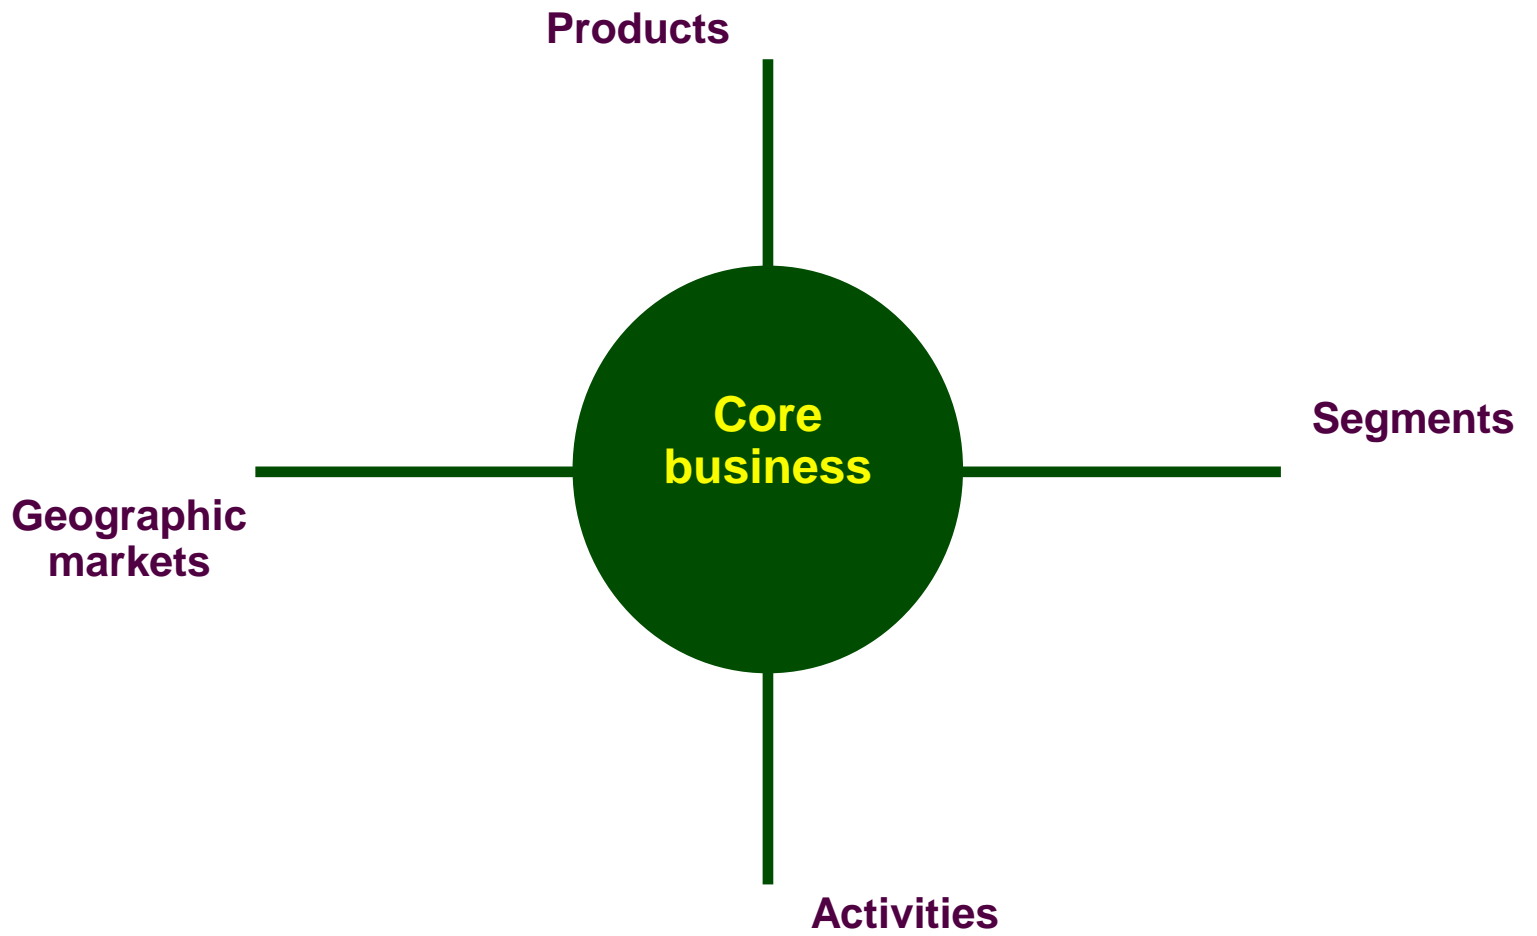 Products
Core
business
Segments
Geographic
markets
Activities